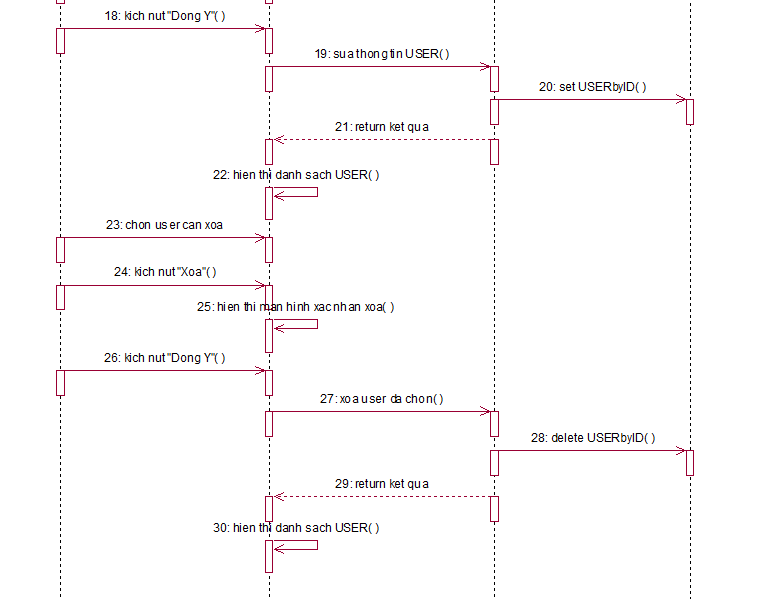 18: kich nut "Dong Y"( )
19: sua thong tin USER( )
20: set USERbyID( )
21: return ket qua
22: hien thi danh sach USER( )
23: chon user can xoa
24: kich nut "Xoa"( )
25: hien thi man hinh xac nhan xoa( )
26: kich nut "Dong Y"( )
27: xoa user da chon( )
28: delete USERbyID( )
29: return ket qua
30: hien thi danh sach USER( )